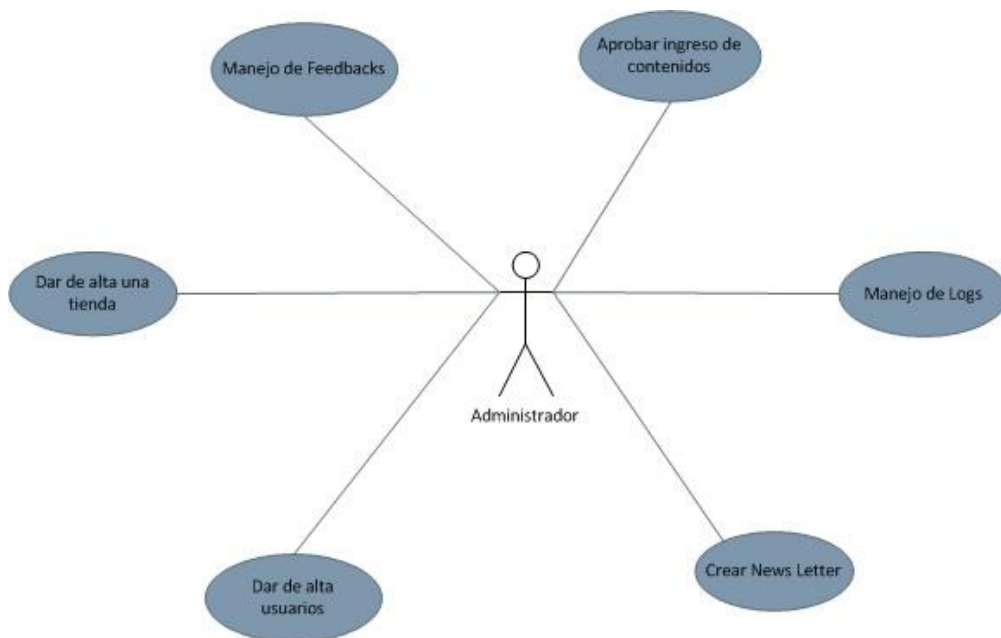 Manejo de Feedbacks
Aprobar ingreso de
contenidos
Dar de alta una
tienda
Manejo de Logs
Administrador
Dar de alta
usuarios
Crear News Letter